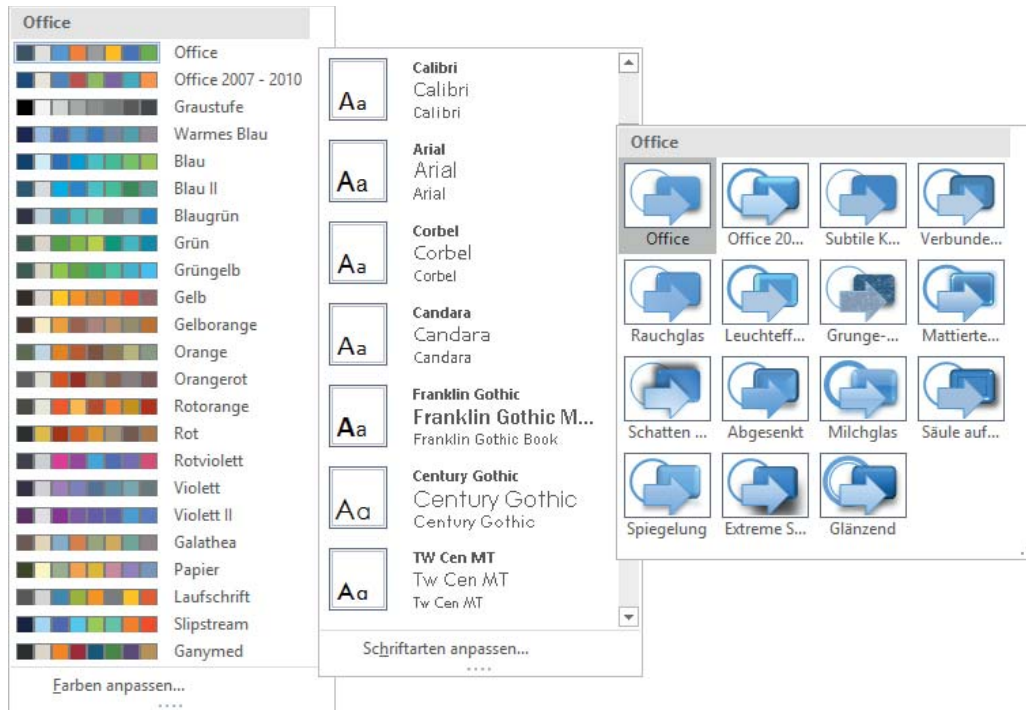 Office
Office
Office 2007 - 2010
Graustufe
Warmes Blau
Blau
Blau II
Blaugrün
Grün
Grüngelb
Gelb
Gelborange
Orange
Orangerot
Rotorange
Rot
Rotviolett
Violett
Violett II
Galathea
Papier
Laufschrift
Slipstream
Ganymed
Farben anpassen...
Aa
Calibri
Calibri
Calibri
Aa
Arial
Arial
Arial
Aa
Corbel
Corbel
Corbel
Aa
Candara
Candara
Candara
Aa
Franklin Gothic
Franklin Gothic M...
Franklin Gothic Book
Aa
Century Gothic
Century Gothic
Century Gothic
Aa
TW Cen MT
Tw Cen MT
Tw Cen MT
Schriftarten anpassen...
Office
Office Office 20... Subtile K... Verbunde...
Rauchglas Leuchteff... Grunge-... Mattierte...
Schatten ... Abgesenkt Milchglas Säule auf...
Spiegelung Extreme S... Glänzend